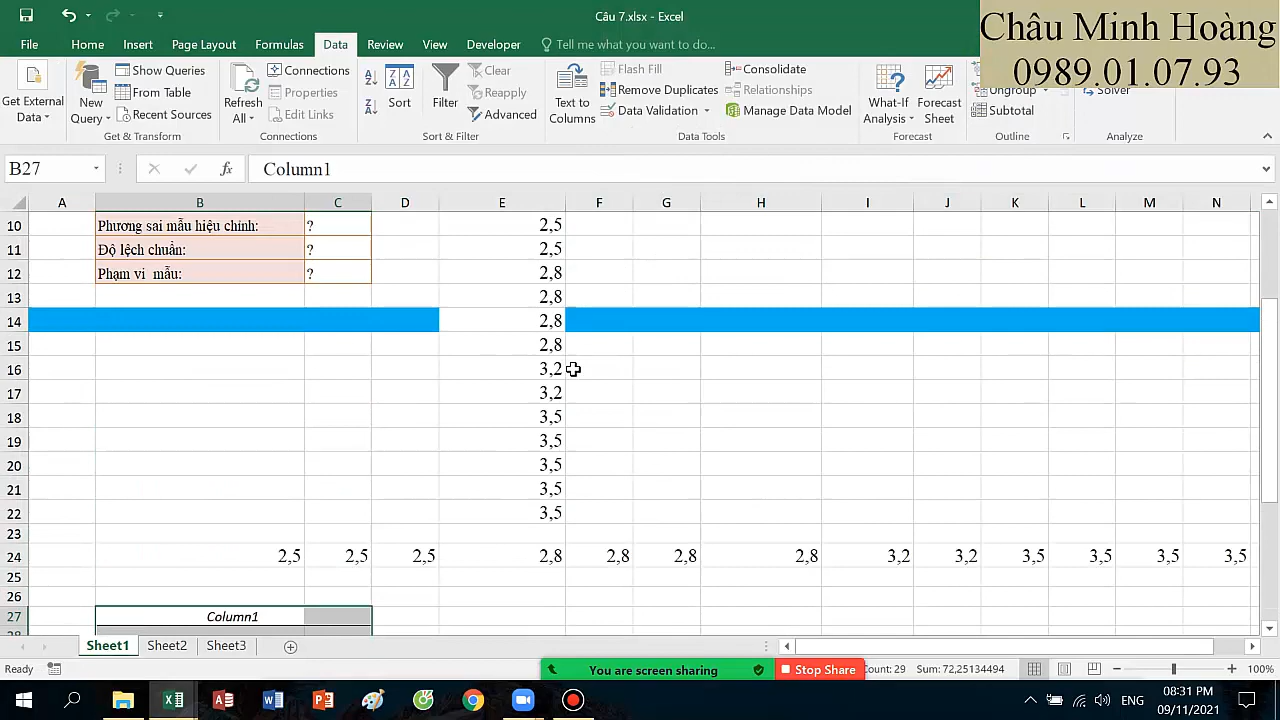 Câu 7.xlsx - Excel
Châu Minh Hoàng
0989.01.07.93
File Home Insert Page Layout Formulas Data Review View Developer Tell me what you want to do...
Get External Data
New Query
Show Queries
From Table
Recent Sources
Get & Transform
Refresh All
Connections
Properties
Edit Links
Connections
Sort
Filter
Clear
Reapply
Advanced
Sort & Filter
Text to Columns
Flash Fill
Remove Duplicates
Data Validation
Consolidate
Relationships
Manage Data Model
Data Tools
What-If Analysis
Forecast Sheet
Forecast
Ungroup
Subtotal
Outline
Solver
Analyze
B27 fx Column1
A B C D E F G H I J K L M N
10 Phương sai mẫu hiệu chỉnh: ? 2,5
11 Độ lệch chuẩn: ? 2,5
12 Phạm vi mẫu: ? 2,8
13 2,8
14 2,8
15 2,8
16 3,2
17 3,2
18 3,5
19 3,5
20 3,5
21 3,5
22 3,5
23
24 2,5 2,5 2,5 2,8 2,8 2,8 2,8 3,2 3,2 3,5 3,5 3,5 3,5
25
26
27 Column1
28
Sheet1 Sheet2 Sheet3
Ready You are screen sharing Stop Share Count: 29 Sum: 72,25134494 100%
ENG 08:31 PM
09/11/2021